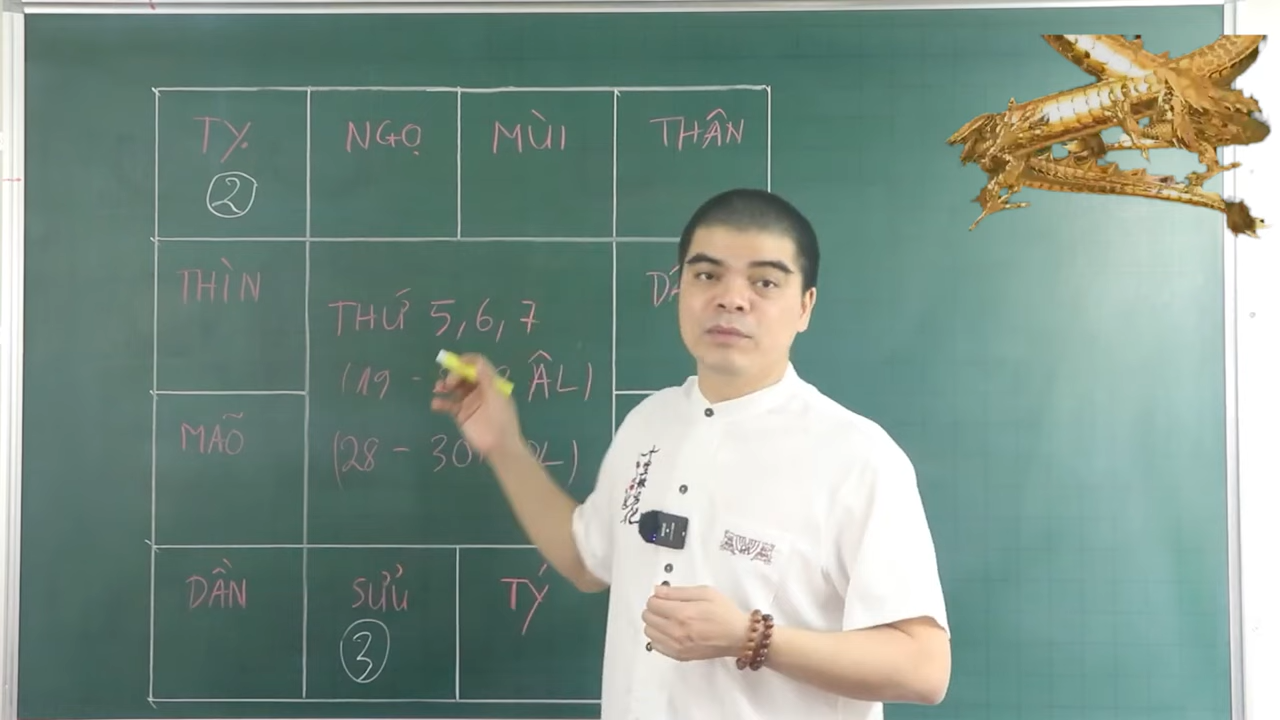 TỴ NGỌ MÙI THÂN
②
THÌN
THỨ 5, 6, 7
(19 - ÂL)
MÃO
(28 - 30
DẦN SỬU TÝ
③